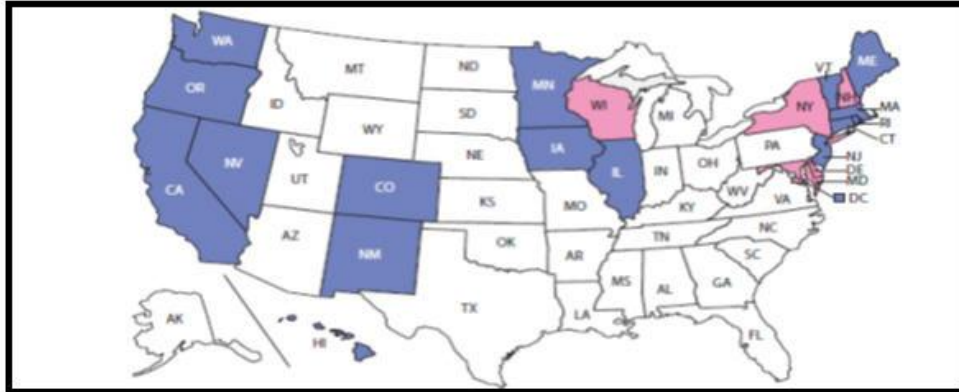 WA
OR
CA
NV
ID
MT
WY
UT
AZ
CO
NM
ND
SD
NE
KS
OK
TX
MN
IA
MO
AR
LA
WI
IL
MI
IN
OH
KY
TN
MS
AL
GA
FL
SC
NC
VA
WV
PA
NY
VT
NH
ME
MA
RI
CT
NJ
DE
MD
DC
AK
HI